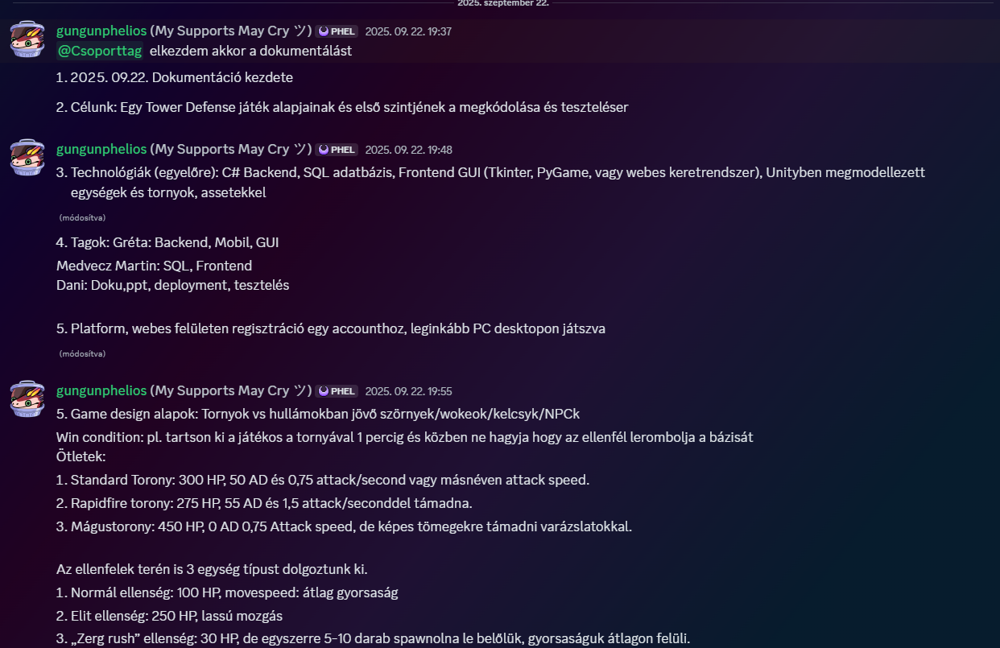 2025. szeptember 22.
gungunphelios (My Supports May Cry ツ) PHEL 2025. 09. 22. 19:37
@Csoporttag elkezdem akkor a dokumentálást
1. 2025. 09.22. Dokumentáció kezdete
2. Célunk: Egy Tower Defense játék alapjainak és első szintjének a megkódolása és teszteléser
gungunphelios (My Supports May Cry ツ) PHEL 2025. 09. 22. 19:48
3. Technológiák (egyelőre): C# Backend, SQL adatbázis, Frontend GUI (Tkinter, PyGame, vagy webes keretrendszer), Unityben megmodellezett
egységek és tornyok, assetekkel
(módosítva)
4. Tagok: Gréta: Backend, Mobil, GUI
Medvecz Martin: SQL, Frontend
Dani: Doku,ppt, deployment, tesztelés
5. Platform, webes felületen regisztráció egy accounthoz, leginkább PC desktopon játszva
(módosítva)
gungunphelios (My Supports May Cry ツ) PHEL 2025. 09. 22. 19:55
5. Game design alapok: Tornyok vs hullámokban jövő szörnyek/wokeok/kelcsyk/NPCk
Win condition: pl. tartson ki a játékos a tornyával 1 percig és közben ne hagyja hogy az ellenfél lerombolja a bázisát
Ötletek:
1. Standard Torony: 300 HP, 50 AD és 0,75 attack/second vagy másnéven attack speed.
2. Rapidfire torony: 275 HP, 55 AD és 1,5 attack/seconddel támadna.
3. Mágustorony: 450 HP, 0 AD 0,75 Attack speed, de képes tömegekre támadni varázslatokkal.
Az ellenfelek terén is 3 egység típust dolgoztunk ki.
1. Normál ellenség: 100 HP, movespeed: átlag gyorsaság
2. Elit ellenség: 250 HP, lassú mozgás
3. „Zerg rush” ellenség: 30 HP, de egyszerre 5-10 darab spawnolna le belőlük, gyorsaságuk átlagon felüli.